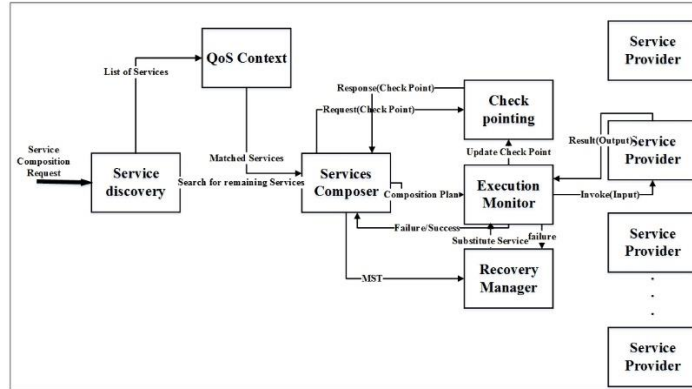 Service
Provider
QoS Context
List of Services
Response(Check Point)
Check
pointing
Request(Check Point)
Service
Composition
Request
Service
discovery
Matched Services
Search for remaining Services
Services
Composer
Update Check Point
Composition Plan
Execution
Monitor
Result(Output)
Service
Provider
Invoke(Input)
Failure/Success
Substitute Service
failure
MST
Recovery
Manager
Service
Provider
.
.
.
Service
Provider